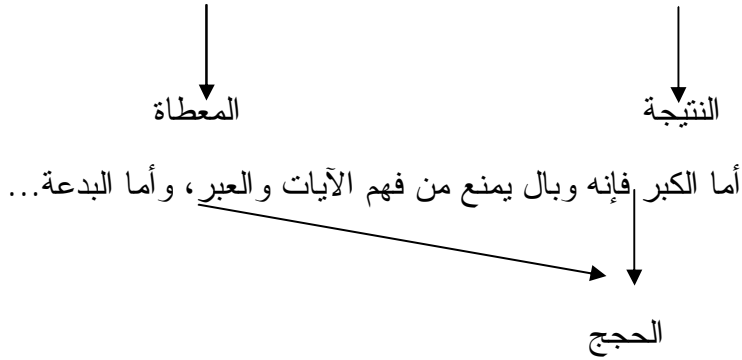 النتيجة المعطاة
أما الكبر فإنه وبال يمنع من فهم الآيات والعبر، وأما البدعة...
الحجج